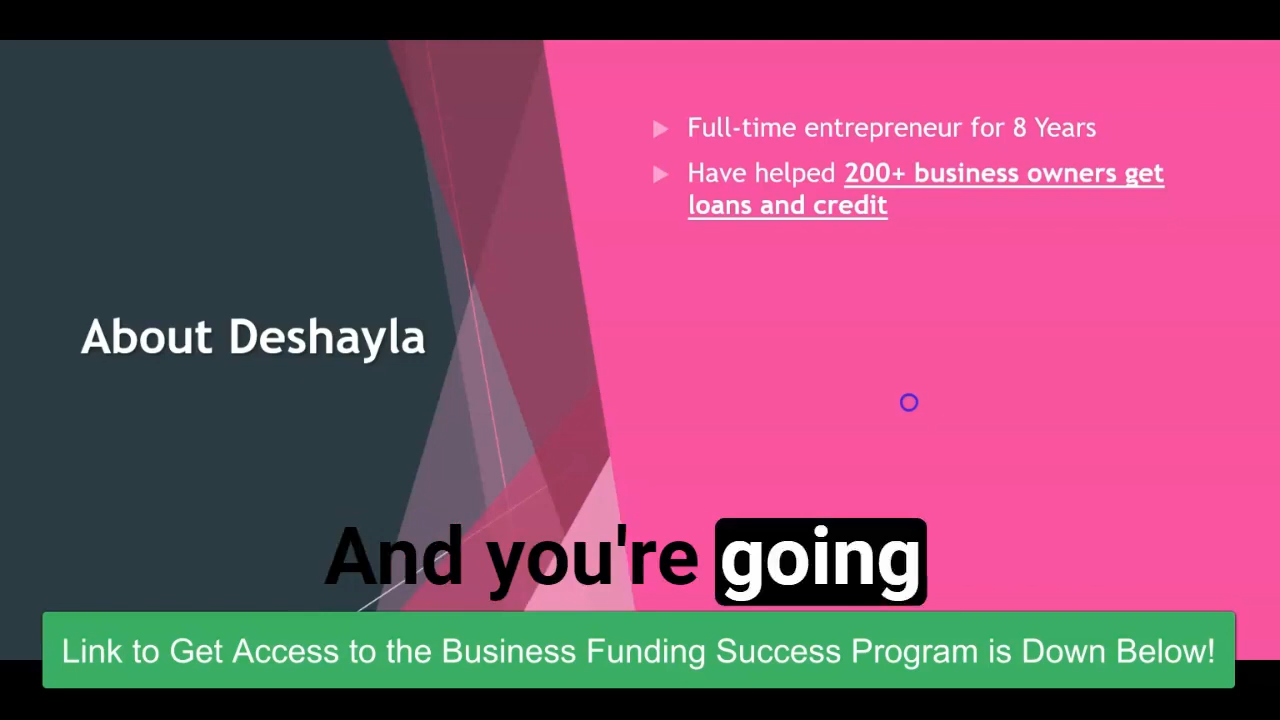 About Deshayla
Full-time entrepreneur for 8 Years
Have helped 200+ business owners get
loans and credit
And you're going
Link to Get Access to the Business Funding Success Program is Down Below!